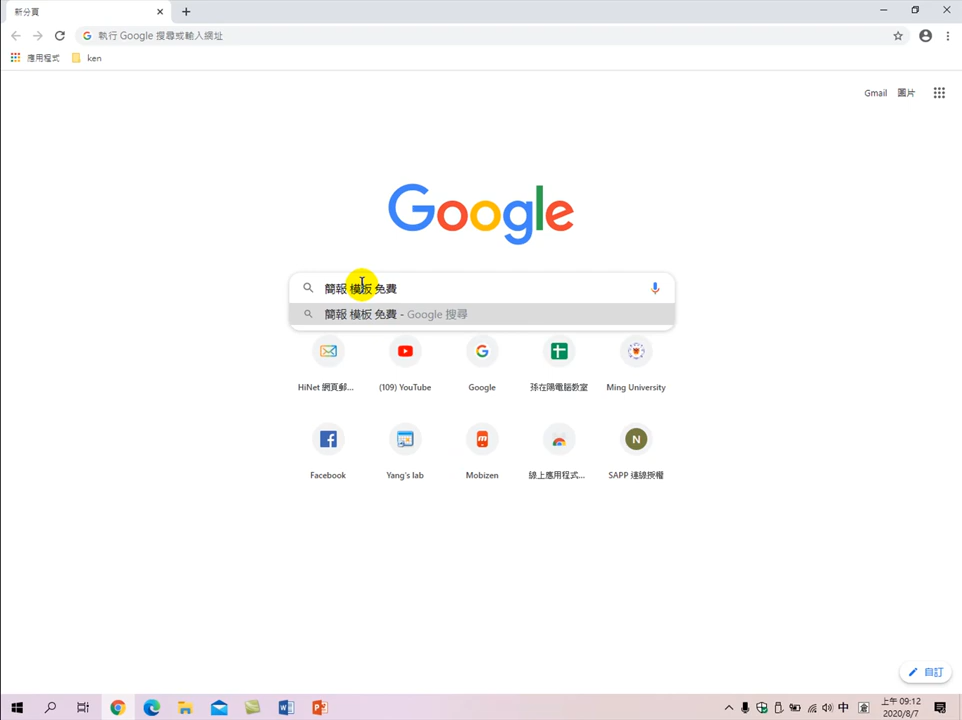 新分頁
執行 Google 搜尋或輸入網址
應用程式
ken
Gmail 圖片
Google
簡報 模板 免費
簡報 模板 免費 - Google 搜尋
HiNet 網頁郵... (109) YouTube Google 孫在陽電腦教室 Ming University
Facebook Yang's lab Mobizen 線上應用程式... N SAPP 連線授權
自訂
中
上午 09:12
2020/8/7